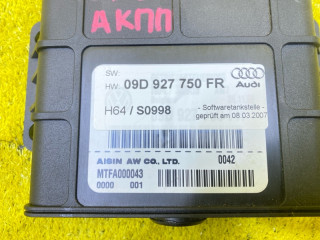 АКПП
SW:
HW: 09D 927 750 FR
Audi
H64 / S0998
- Softwaretankstelle -
geprüft am 08.03.2007
AISIN AW CO., LTD. 0042
MTFA000043
0000 001